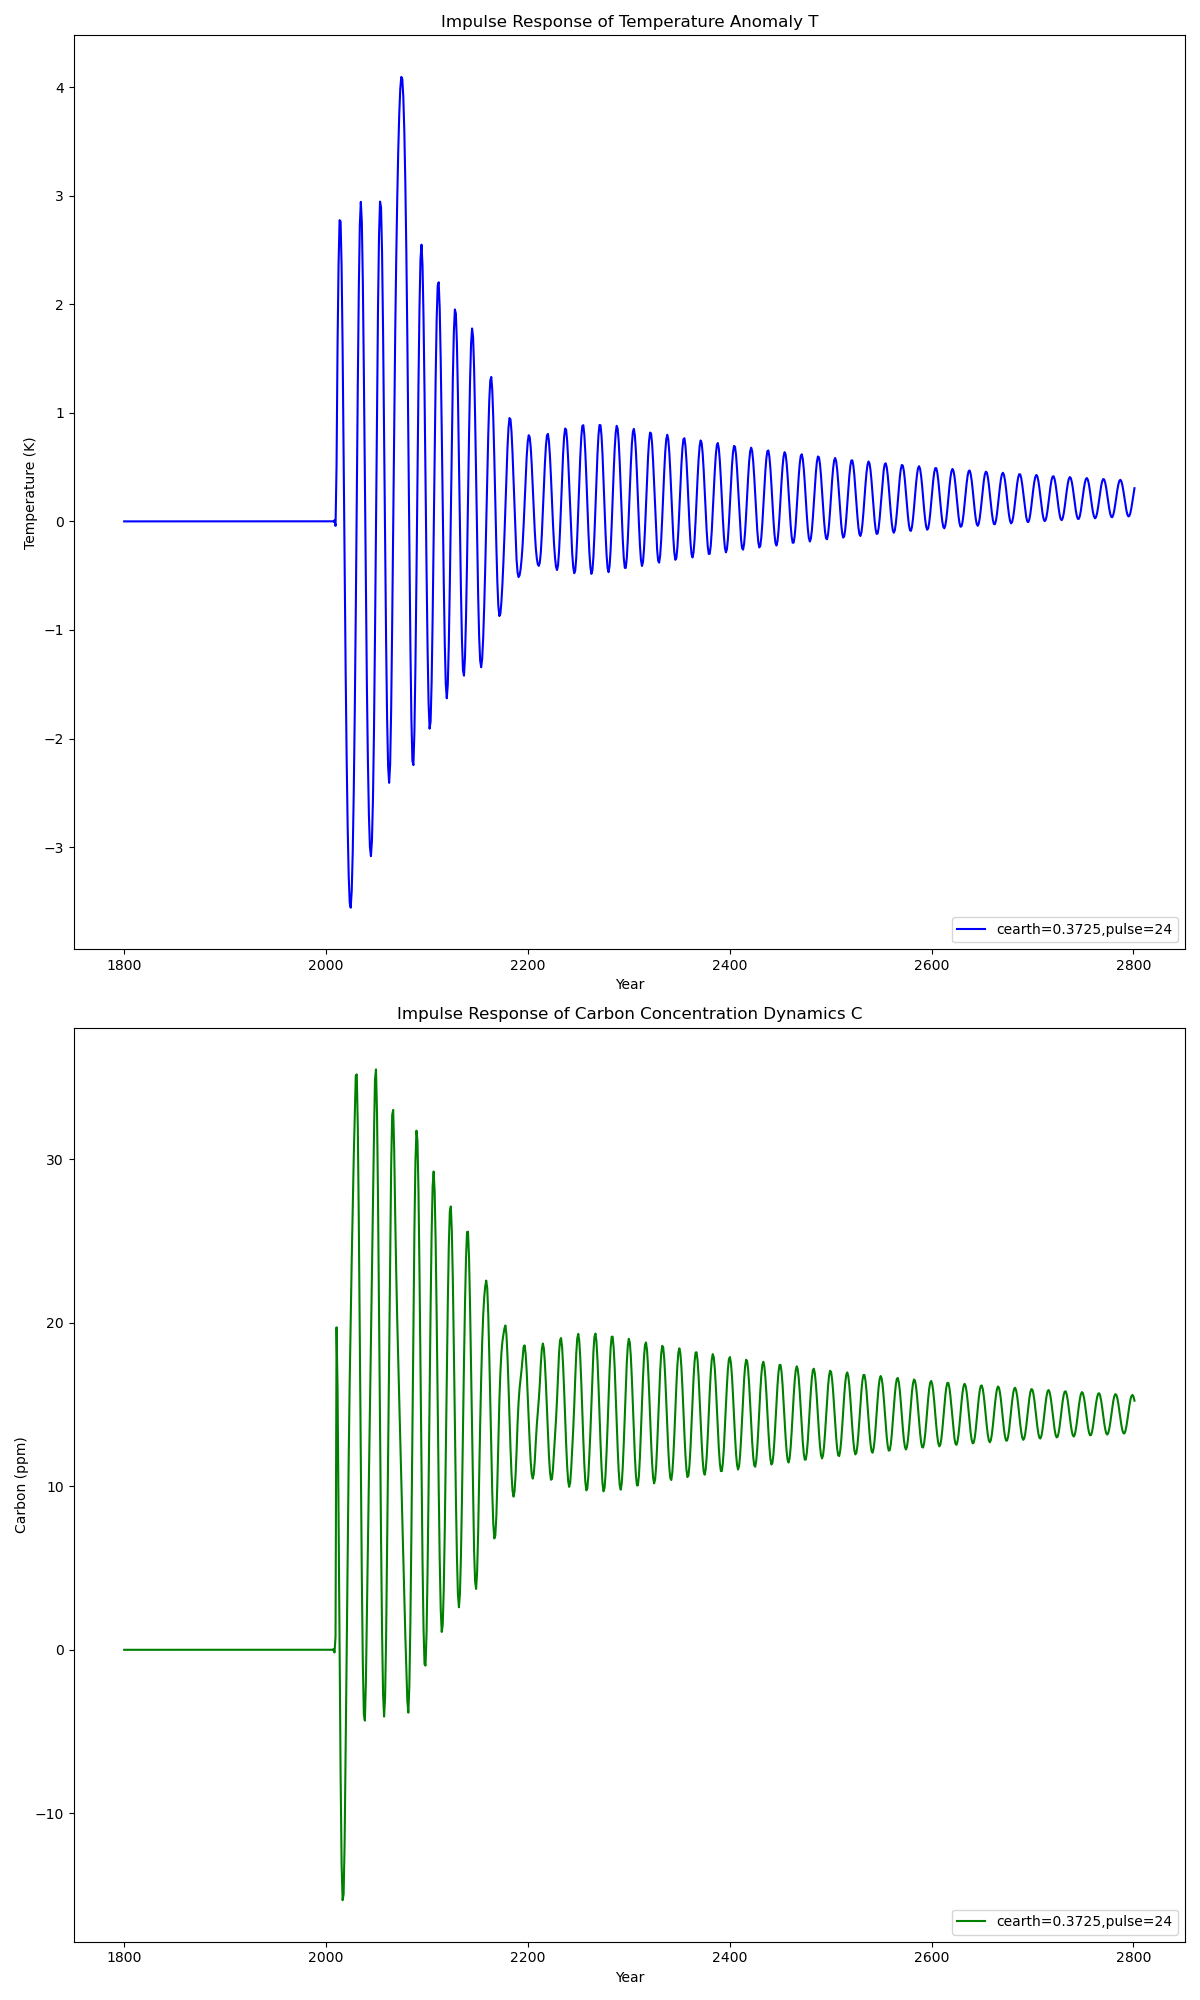 Impulse Response of Temperature Anomaly T
4
3
2
1
0
−1
−2
−3
Temperature (K)
cearth=0.3725,pulse=24
1800 2000 2200 2400 2600 2800
Year
Impulse Response of Carbon Concentration Dynamics C
30
20
10
0
−10
Carbon (ppm)
cearth=0.3725,pulse=24
1800 2000 2200 2400 2600 2800
Year